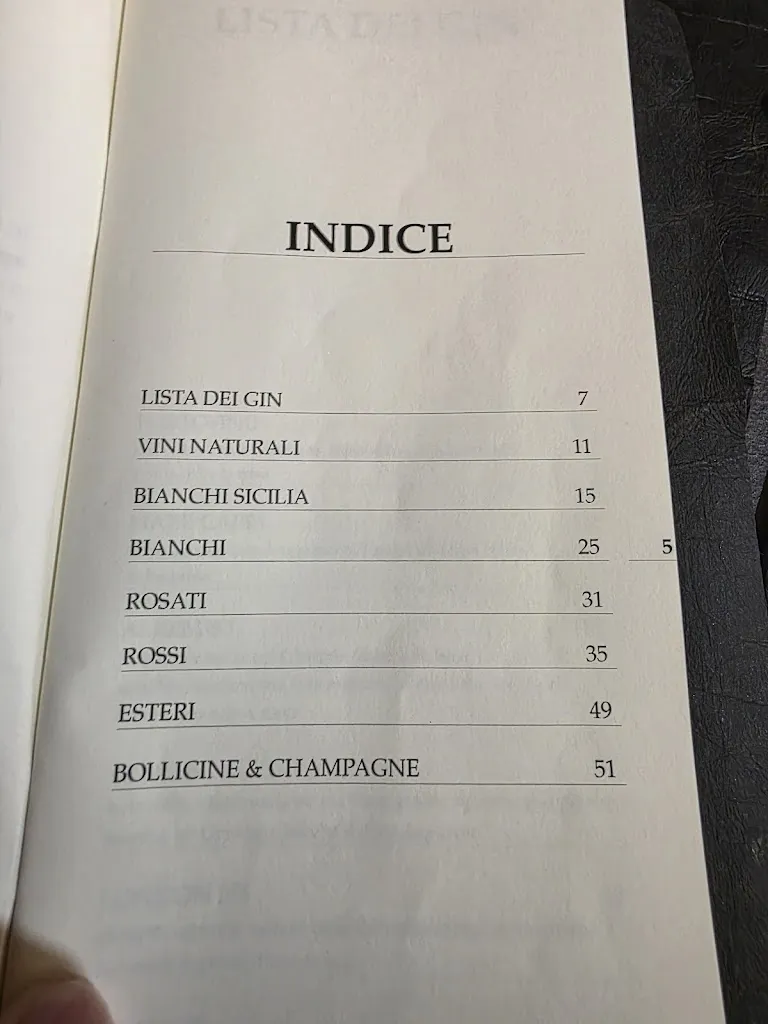 INDICE
LISTA DEI GIN 7
VINI NATURALI 11
BIANCHI SICILIA 15
BIANCHI 25
5
ROSATI 31
ROSSI 35
ESTERI 49
BOLLICINE & CHAMPAGNE 51